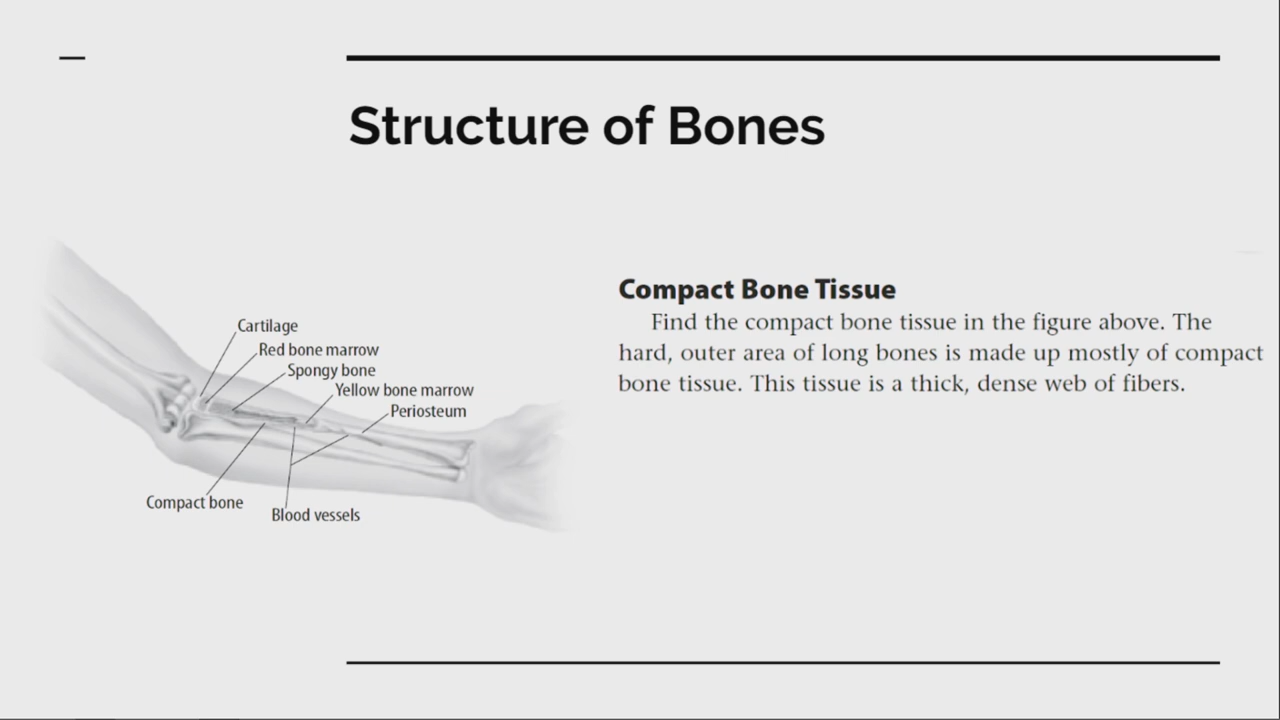 Structure of Bones
Cartilage
Red bone marrow
Spongy bone
Yellow bone marrow
Periosteum
Compact bone
Blood vessels
Compact Bone Tissue
Find the compact bone tissue in the figure above. The
hard, outer area of long bones is made up mostly of compact
bone tissue. This tissue is a thick, dense web of fibers.